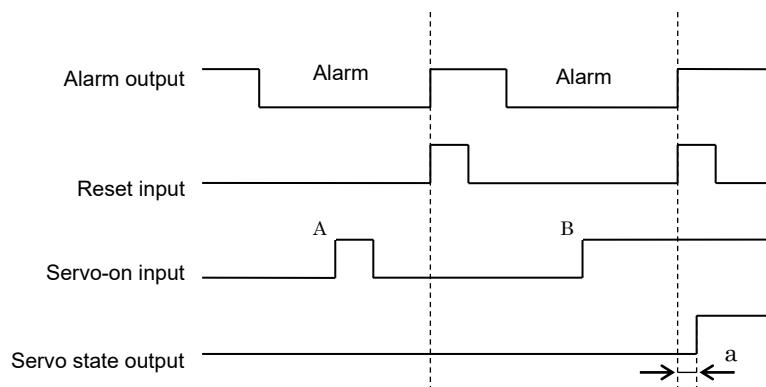 Alarm output
Alarm
Alarm
Reset input
A
B
Servo-on input
Servo state output
a